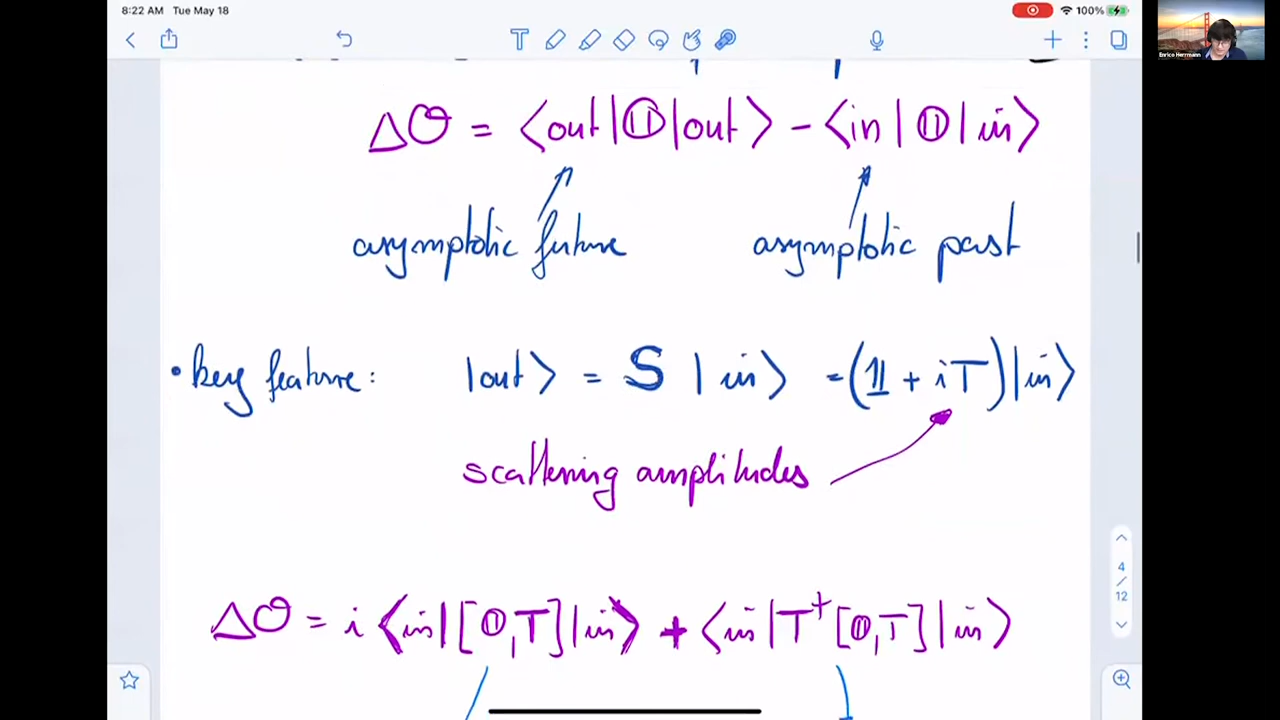 8:22 AM Tue May 18
100%
Enrico Herrmann
Δ𝒪 = ⟨out|𝕆|out⟩ - ⟨in|𝕆|in⟩
asymptotic future asymptotic past
• key feature: |out⟩ = S |in⟩ = (𝟙 + iT)|in⟩
scattering amplitudes
Δ𝒪 = i⟨in|[𝕆,T]|in⟩ + ⟨in|T†[𝕆,T]|in⟩
4
/
12